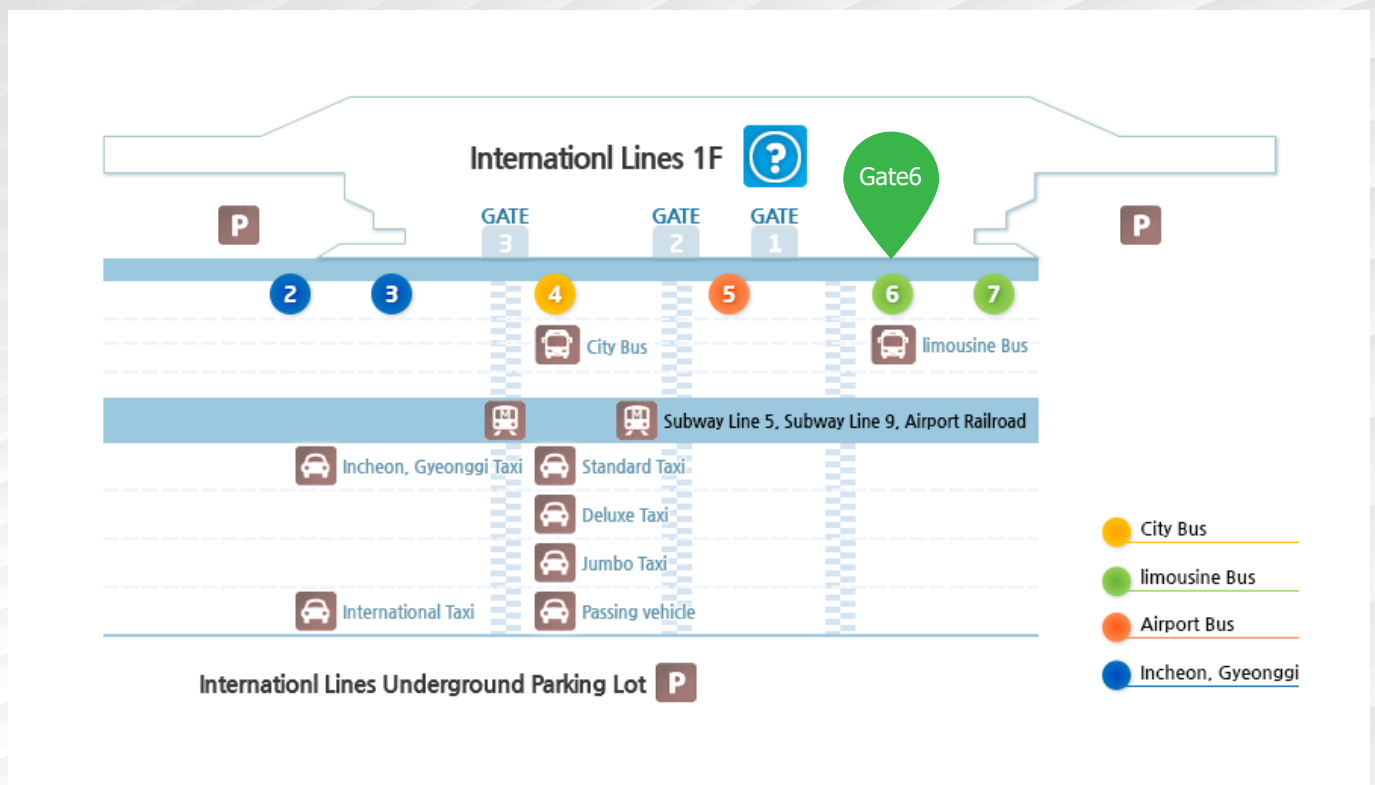 Internationl Lines 1F ?
Gate6
P
GATE
3
GATE
2
GATE
1
P
2
3
4
5
6
7
City Bus
limousine Bus
M
M
Subway Line 5, Subway Line 9, Airport Railroad
Incheon, Gyeonggi Taxi
Standard Taxi
Deluxe Taxi
Jumbo Taxi
International Taxi
Passing vehicle
City Bus
limousine Bus
Airport Bus
Incheon, Gyeonggi
Internationl Lines Underground Parking Lot P